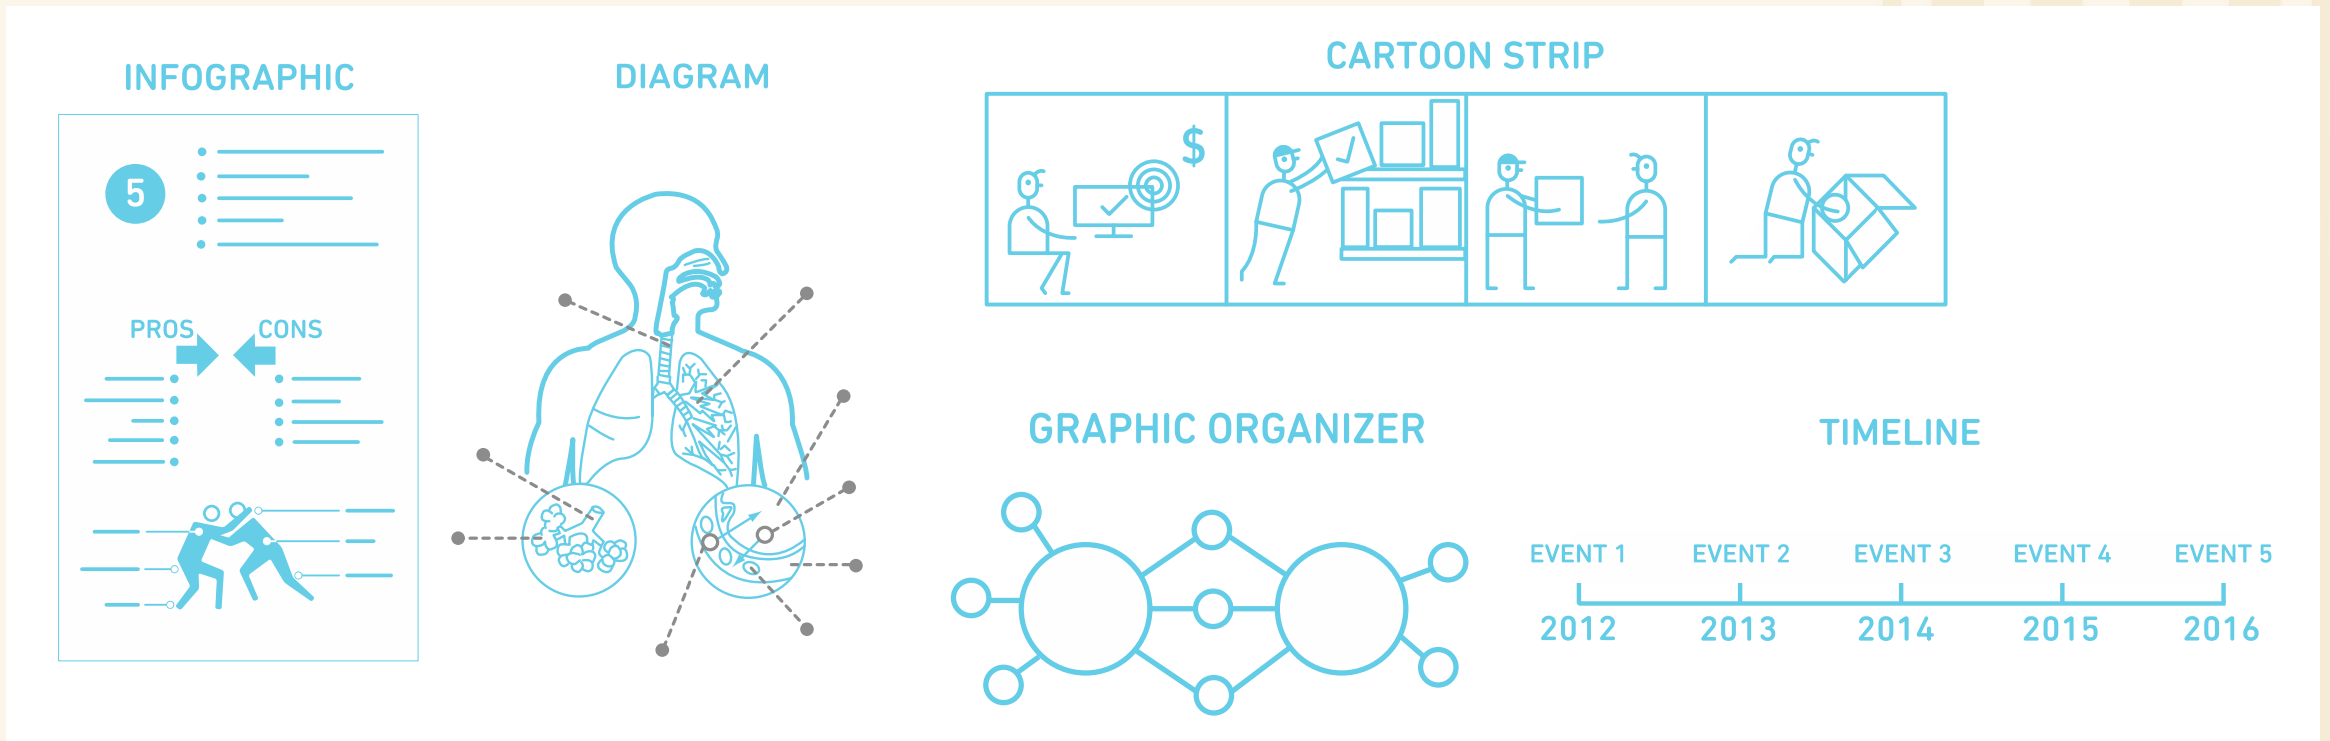 INFOGRAPHIC
5
PROS
CONS
DIAGRAM
CARTOON STRIP
$
GRAPHIC ORGANIZER
TIMELINE
EVENT 1 EVENT 2 EVENT 3 EVENT 4 EVENT 5
2012 2013 2014 2015 2016